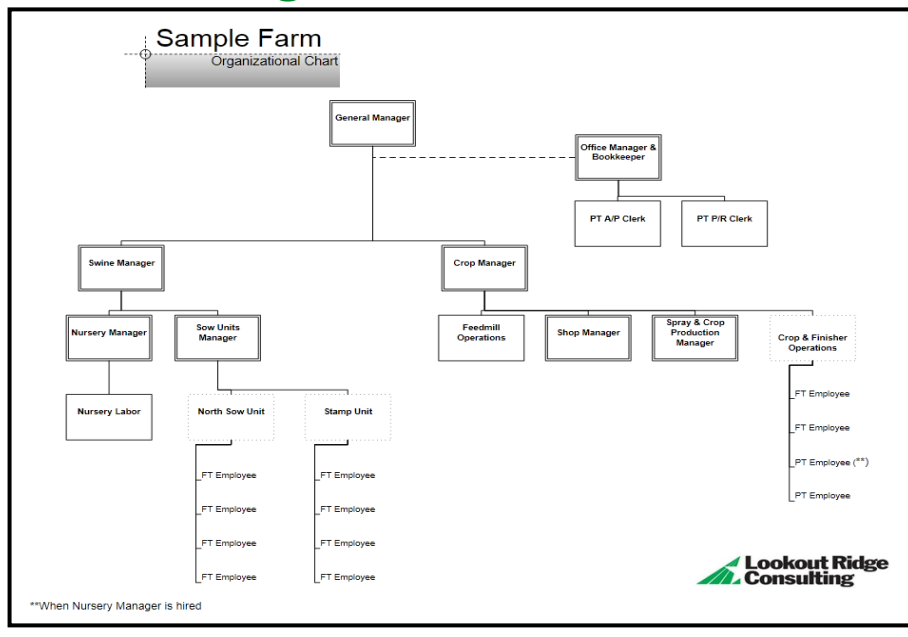 Sample Farm
Organizational Chart
General Manager
Office Manager &
Bookkeeper
PT A/P Clerk
PT P/R Clerk
Swine Manager
Crop Manager
Nursery Manager
Sow Units
Manager
Feedmill
Operations
Shop Manager
Spray & Crop
Production
Manager
Crop & Finisher
Operations
Nursery Labor
North Sow Unit
Stamp Unit
FT Employee
FT Employee
FT Employee
FT Employee
FT Employee
FT Employee
FT Employee
FT Employee
FT Employee
FT Employee
PT Employee (**)
PT Employee
Lookout Ridge
Consulting
**When Nursery Manager is hired